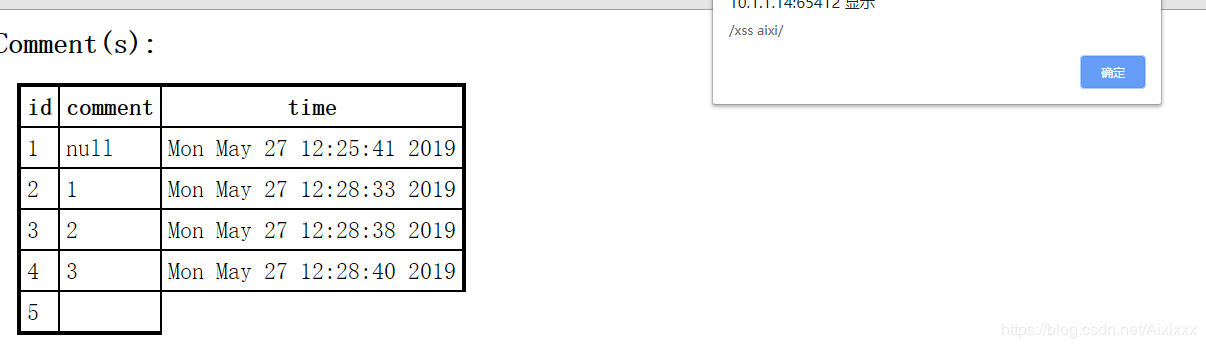 10.1.1.14:65412 显示
/xss aixi/
确定
Comment(s):
id comment time
1 null Mon May 27 12:25:41 2019
2 1 Mon May 27 12:28:33 2019
3 2 Mon May 27 12:28:38 2019
4 3 Mon May 27 12:28:40 2019
5
https://blog.csdn.net/Aixixxx